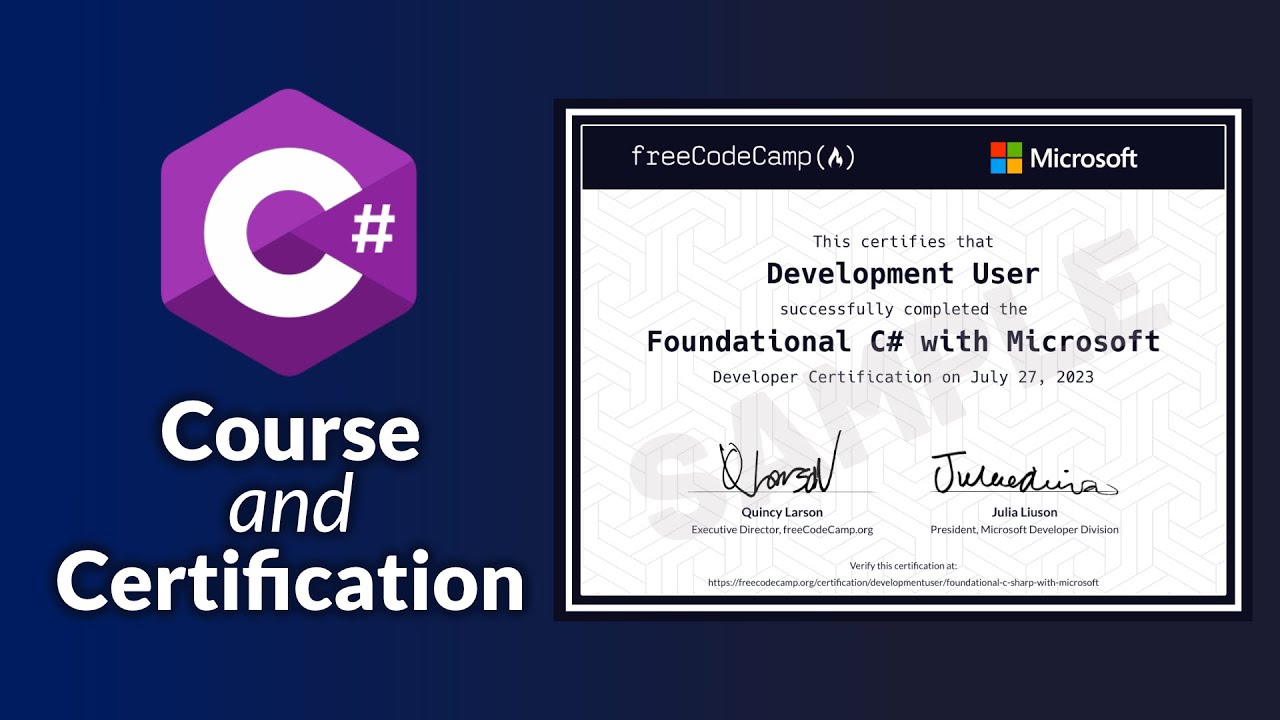 C#
Course
and
Certification
freeCodeCamp(🔥)
Microsoft
This certifies that
Development User
successfully completed the
Foundational C# with Microsoft
Developer Certification on July 27, 2023
SAMPLE
Quincy Larson
Executive Director, freeCodeCamp.org
Julia Liuson
President, Microsoft Developer Division
Verify this certification at:
https://freecodecamp.org/certification/developmentuser/foundational-c-sharp-with-microsoft